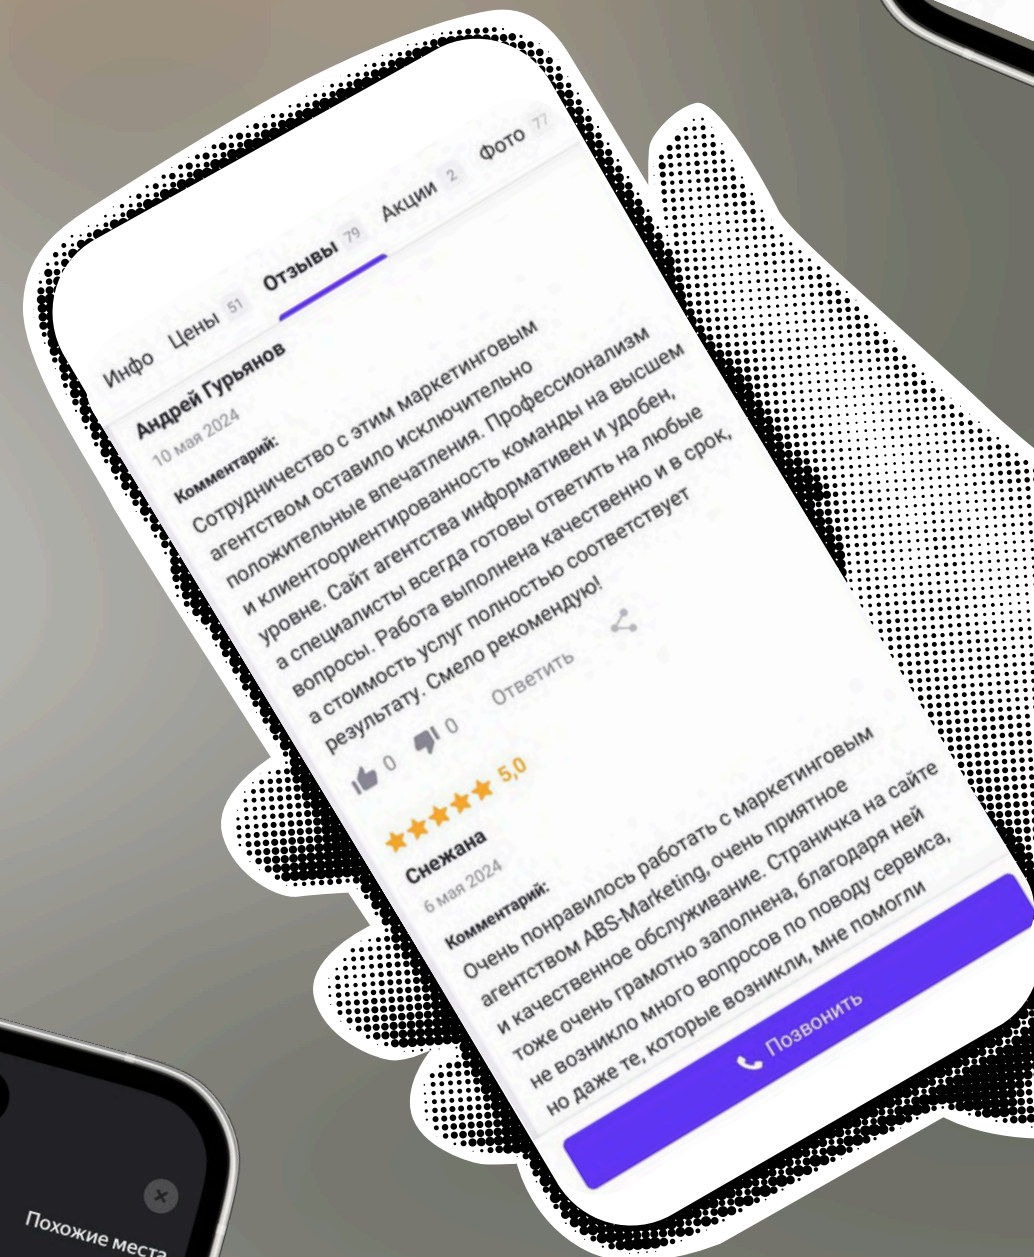 Инфо Цены 51 Отзывы 79 Акции 2 Фото 77
Андрей Гурьянов
10 мая 2024
Комментарий:
Сотрудничество с этим маркетинговым
агентством оставило исключительно
положительные впечатления. Профессионализм
и клиентоориентированность команды на высшем
уровне. Сайт агентства информативен и удобен,
а специалисты всегда готовы ответить на любые
вопросы. Работа выполнена качественно и в срок,
а стоимость услуг полностью соответствует
результату. Смело рекомендую!
0 0 Ответить
5,0
Снежана
6 мая 2024
Комментарий:
Очень понравилось работать с маркетинговым
агентством ABS-Marketing, очень приятное
и качественное обслуживание. Страничка на сайте
тоже очень грамотно заполнена, благодаря ней
не возникло много вопросов по поводу сервиса,
но даже те, которые возникли, мне помогли
Позвонить
Похожие места